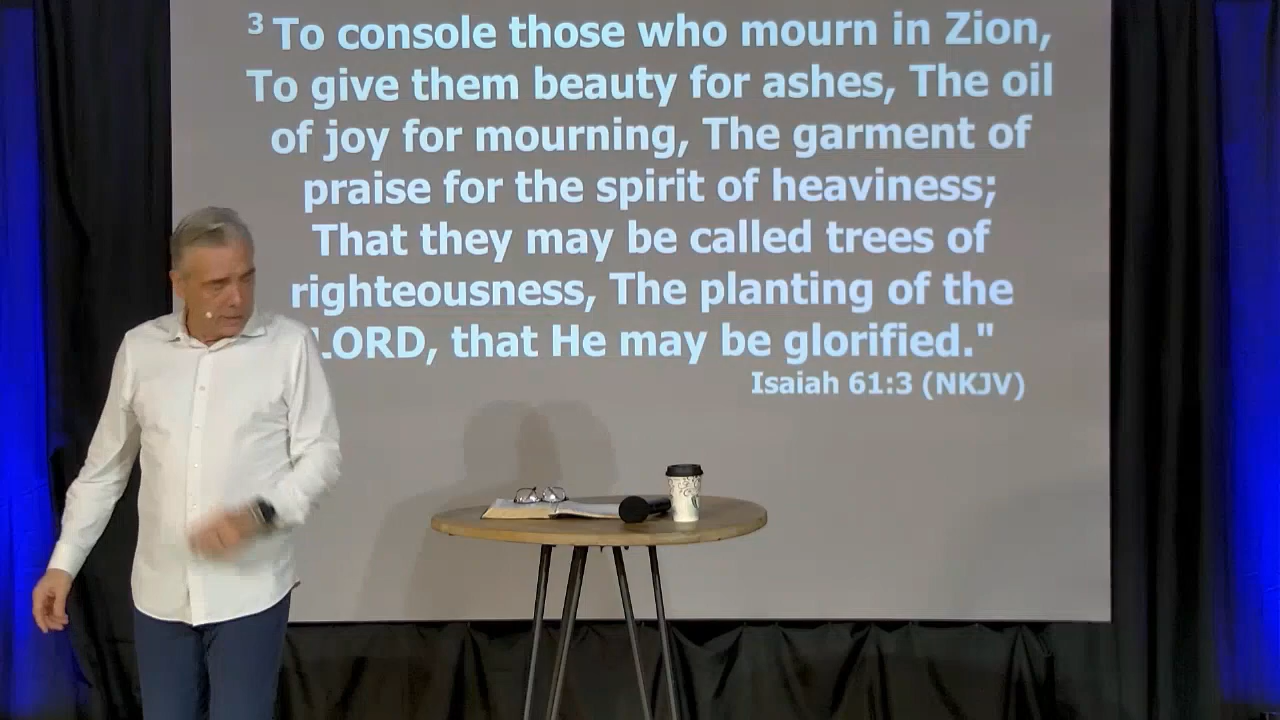 3 To console those who mourn in Zion,
To give them beauty for ashes, The oil
of joy for mourning, The garment of
praise for the spirit of heaviness;
That they may be called trees of
righteousness, The planting of the
LORD, that He may be glorified."
Isaiah 61:3 (NKJV)